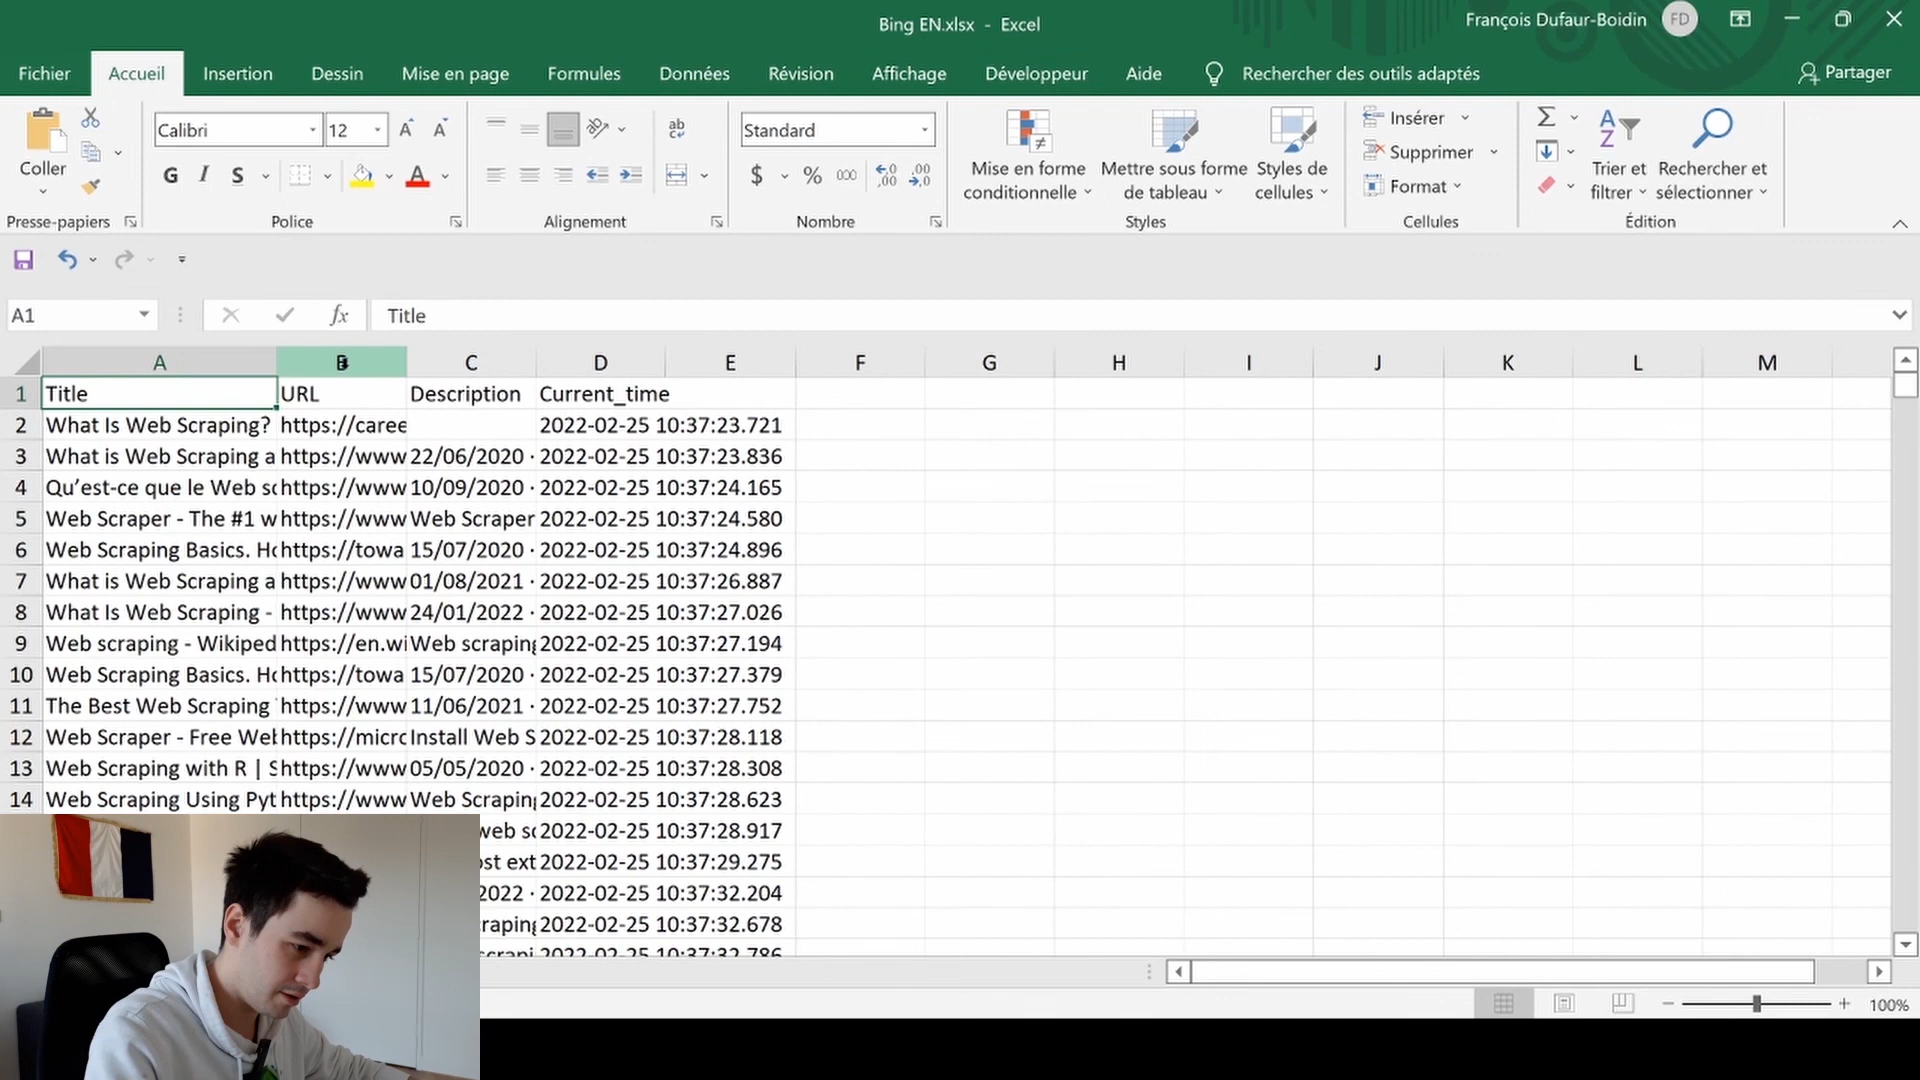 Bing EN.xlsx - Excel
François Dufaur-Boidin FD
Fichier Accueil Insertion Dessin Mise en page Formules Données Révision Affichage Développeur Aide Rechercher des outils adaptés Partager
Calibri 12 A A ab Standard Insérer Σ A Z
Coller G I S A $ % 000 ,00 Mise en forme conditionnelle Mettre sous forme de tableau Styles de cellules Supprimer Format Trier et filtrer Rechercher et sélectionner
Presse-papiers Police Alignement Nombre Styles Cellules Édition
A1 fx Title
A B C D E F G H I J K L M
1 Title URL Description Current_time
2 What Is Web Scraping? https://caree 2022-02-25 10:37:23.721
3 What is Web Scraping a https://www 22/06/2020 · 2022-02-25 10:37:23.836
4 Qu’est-ce que le Web sc https://www 10/09/2020 · 2022-02-25 10:37:24.165
5 Web Scraper - The #1 w https://www Web Scraper 2022-02-25 10:37:24.580
6 Web Scraping Basics. Ho https://towa 15/07/2020 · 2022-02-25 10:37:24.896
7 What is Web Scraping a https://www 01/08/2021 · 2022-02-25 10:37:26.887
8 What Is Web Scraping - https://www 24/01/2022 · 2022-02-25 10:37:27.026
9 Web scraping - Wikiped https://en.wi Web scraping 2022-02-25 10:37:27.194
10 Web Scraping Basics. Ho https://towa 15/07/2020 · 2022-02-25 10:37:27.379
11 The Best Web Scraping https://www 11/06/2021 · 2022-02-25 10:37:27.752
12 Web Scraper - Free Wel https://micro Install Web S 2022-02-25 10:37:28.118
13 Web Scraping with R | S https://www 05/05/2020 · 2022-02-25 10:37:28.308
14 Web Scraping Using Pyt https://www Web Scraping 2022-02-25 10:37:28.623
web sc 2022-02-25 10:37:28.917
ost ext 2022-02-25 10:37:29.275
2022 · 2022-02-25 10:37:32.204
craping 2022-02-25 10:37:32.678
scrapi 2022-02-25 10:37:32.786
100%